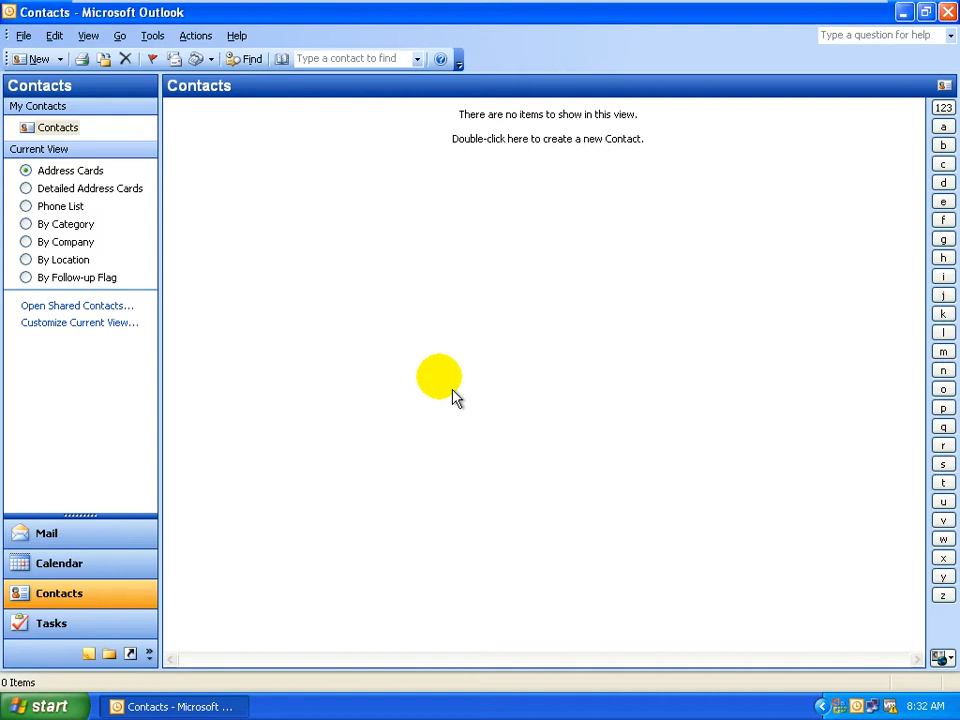 Contacts - Microsoft Outlook
File Edit View Go Tools Actions Help
Type a question for help
New Find Type a contact to find
Contacts
Contacts
My Contacts
Contacts
Current View
Address Cards
Detailed Address Cards
Phone List
By Category
By Company
By Location
By Follow-up Flag
Open Shared Contacts...
Customize Current View...
There are no items to show in this view.
Double-click here to create a new Contact.
123
a
b
c
d
e
f
g
h
i
j
k
l
m
n
o
p
q
r
s
t
u
v
w
x
y
z
Mail
Calendar
Contacts
Tasks
0 Items
start
Contacts - Microsoft ...
8:32 AM